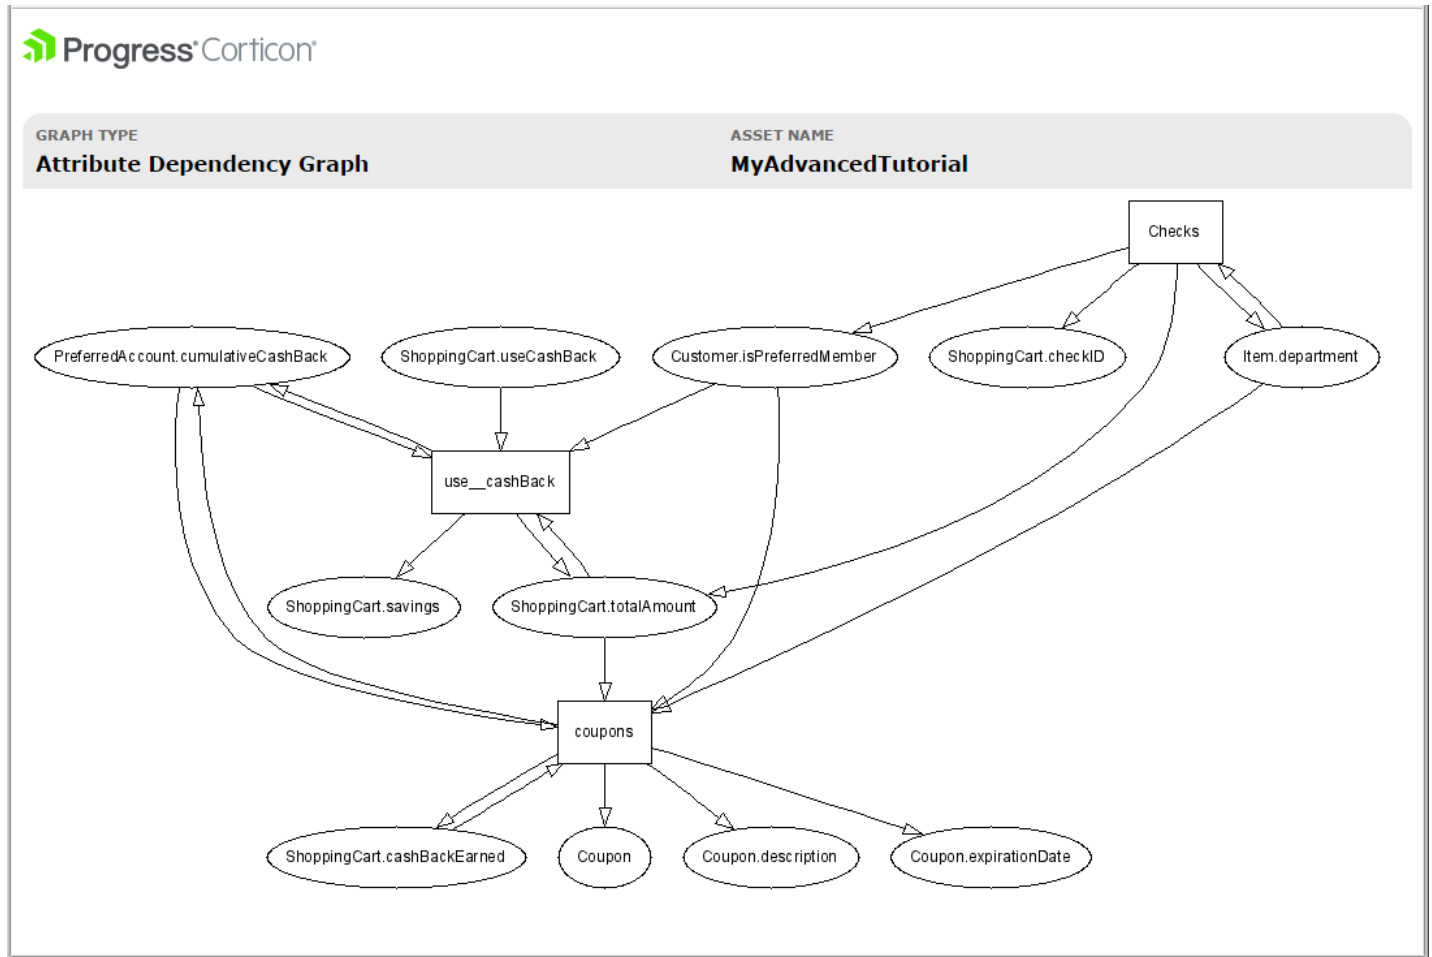 Progress Corticon
GRAPH TYPE
ASSET NAME
Attribute Dependency Graph
MyAdvancedTutorial
Checks
PreferredAccount.cumulativeCashBack
ShoppingCart.useCashBack
Customer.isPreferredMember
ShoppingCart.checkID
Item.department
use__cashBack
ShoppingCart.savings
ShoppingCart.totalAmount
coupons
ShoppingCart.cashBackEarned
Coupon
Coupon.description
Coupon.expirationDate